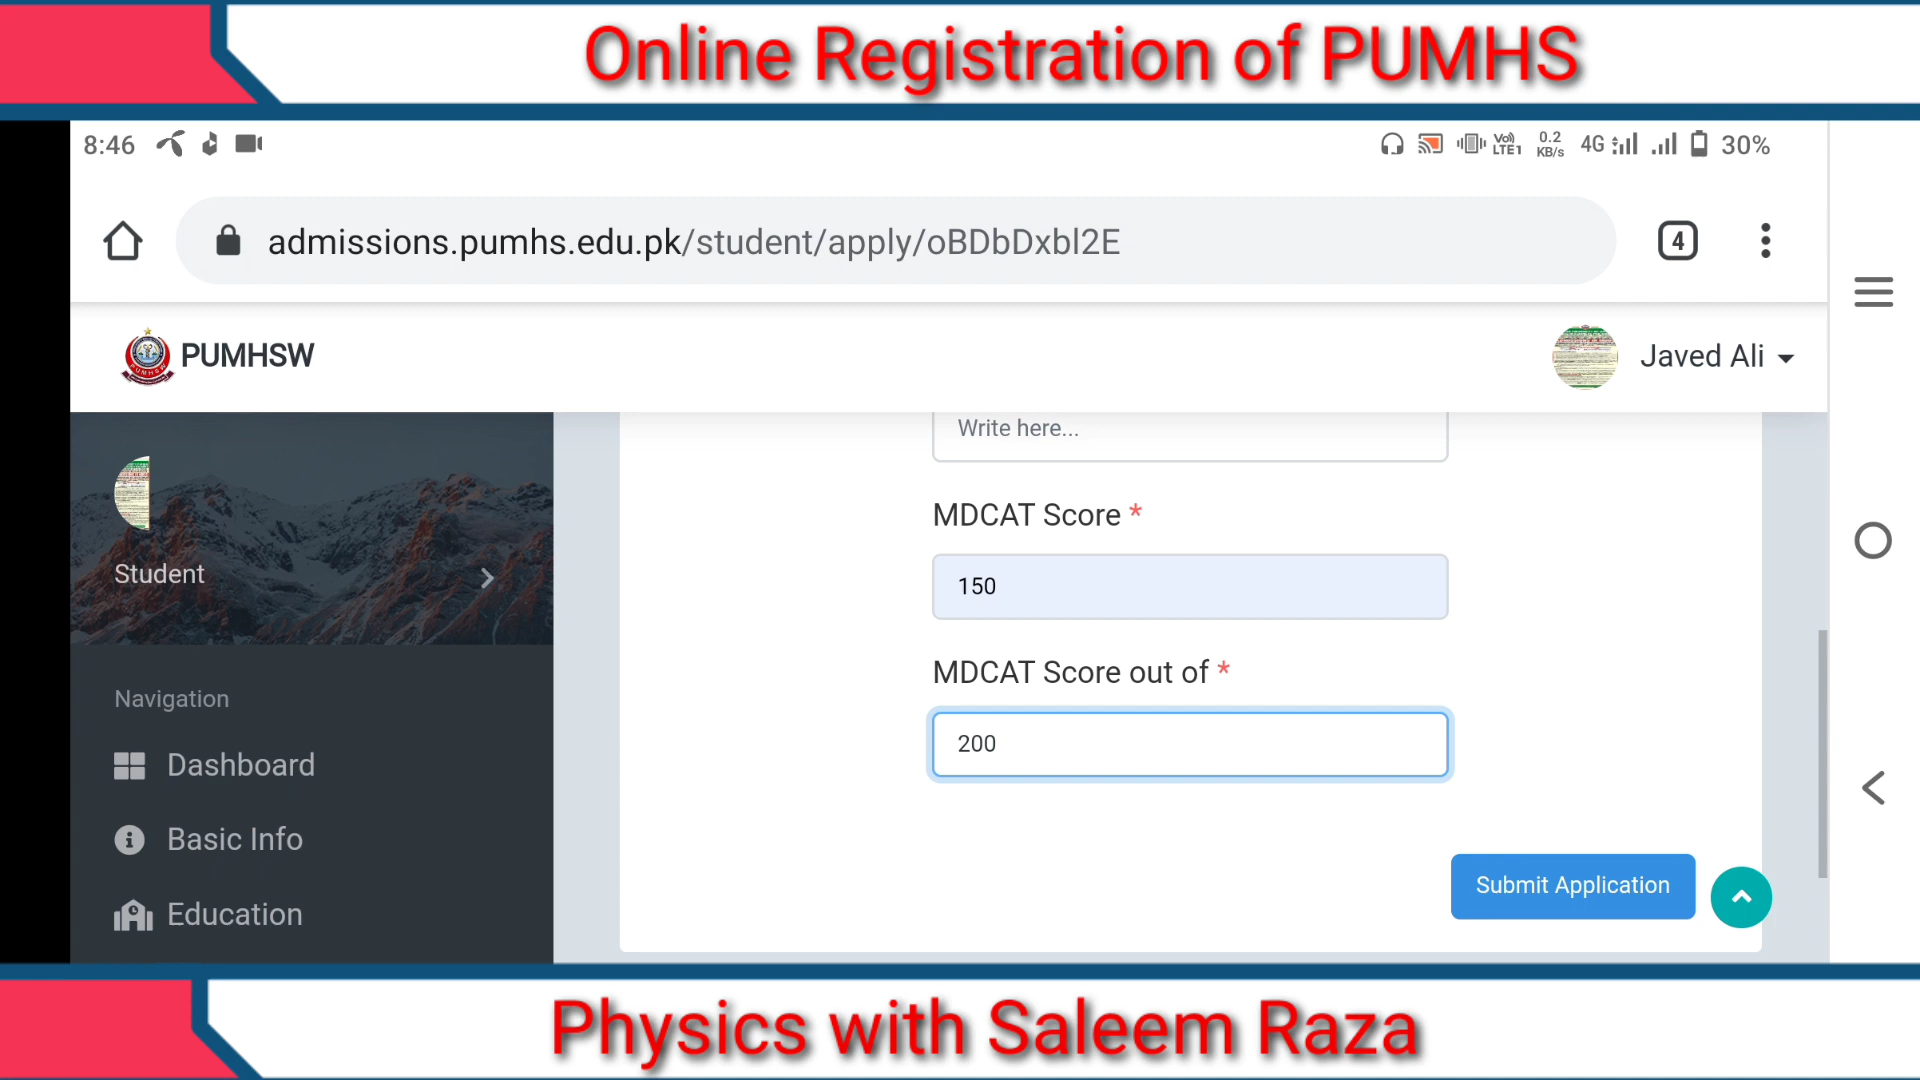 Online Registration of PUMHS
8:46
Vo)) LTE1
0.2 KB/s
4G
30%
admissions.pumhs.edu.pk/student/apply/oBDbDxbl2E
4
PUMHSW
Javed Ali
Write here...
MDCAT Score *
150
MDCAT Score out of *
200
Submit Application
Student
Navigation
Dashboard
Basic Info
Education
Physics with Saleem Raza